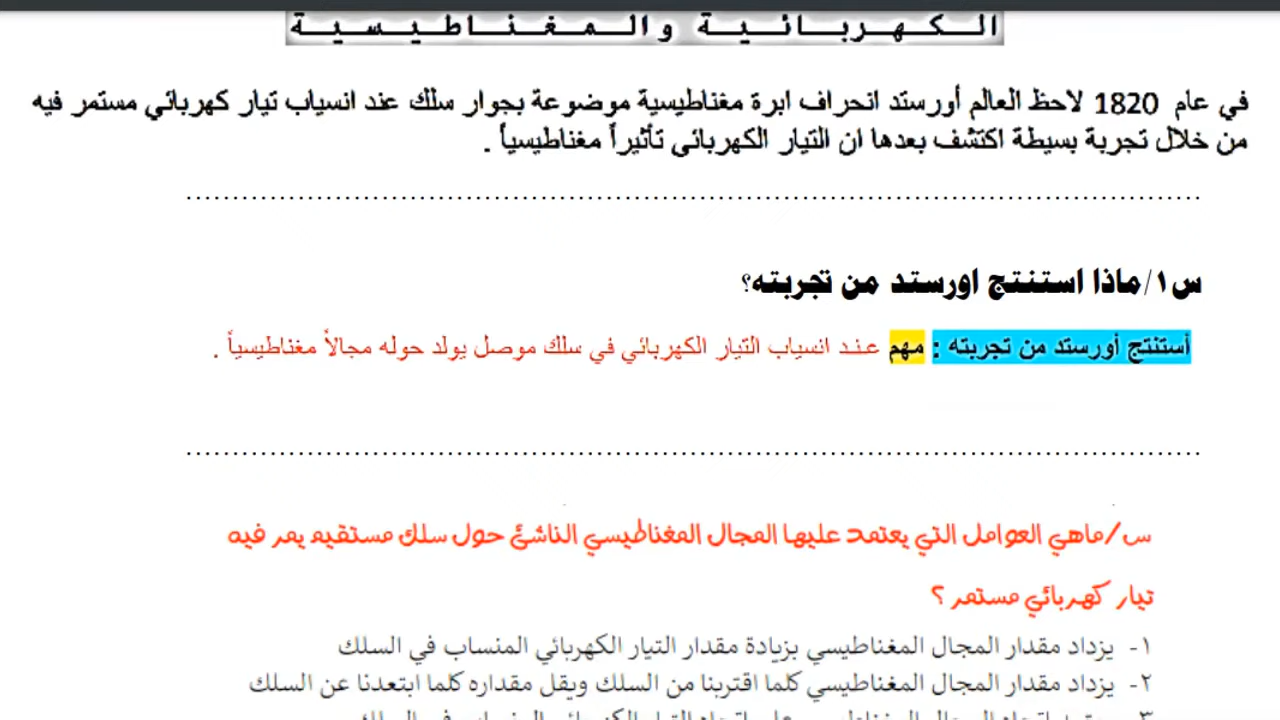 الكهربائية والمغناطيسية
في عام 1820 لاحظ العالم أورستد انحراف ابرة مغناطيسية موضوعة بجوار سلك عند انسياب تيار كهربائي مستمر فيه
من خلال تجربة بسيطة اكتشف بعدها ان التيار الكهربائي تأثيراً مغناطيسياً .
س١/ماذا استنتج اورستد من تجربته؟
أستنتج أورستد من تجربته : مهم عند انسياب التيار الكهربائي في سلك موصل يولد حوله مجالاً مغناطيسياً .
س/ماهي العوامل التي يعتمد عليها المجال المغناطيسي الناشئ حول سلك مستقيم يمر فيه
تيار كهربائي مستمر ؟
١- يزداد مقدار المجال المغناطيسي بزيادة مقدار التيار الكهربائي المنساب في السلك
٢- يزداد مقدار المجال المغناطيسي كلما اقتربنا من السلك ويقل مقداره كلما ابتعدنا عن السلك